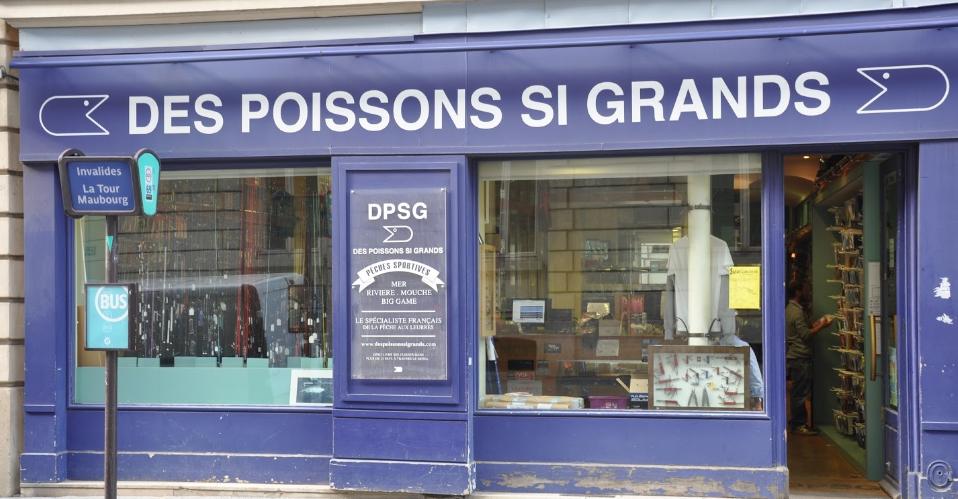 DES POISSONS SI GRANDS
Invalides
La Tour
Maubourg
BUS
DPSG
DES POISSONS SI GRANDS
PÊCHES SPORTIVES
MER
RIVIERE . MOUCHE
BIG GAME
LE SPÉCIALISTE FRANÇAIS
DE LA PÊCHE AUX LEURRES
www.despoissonssigrands.com